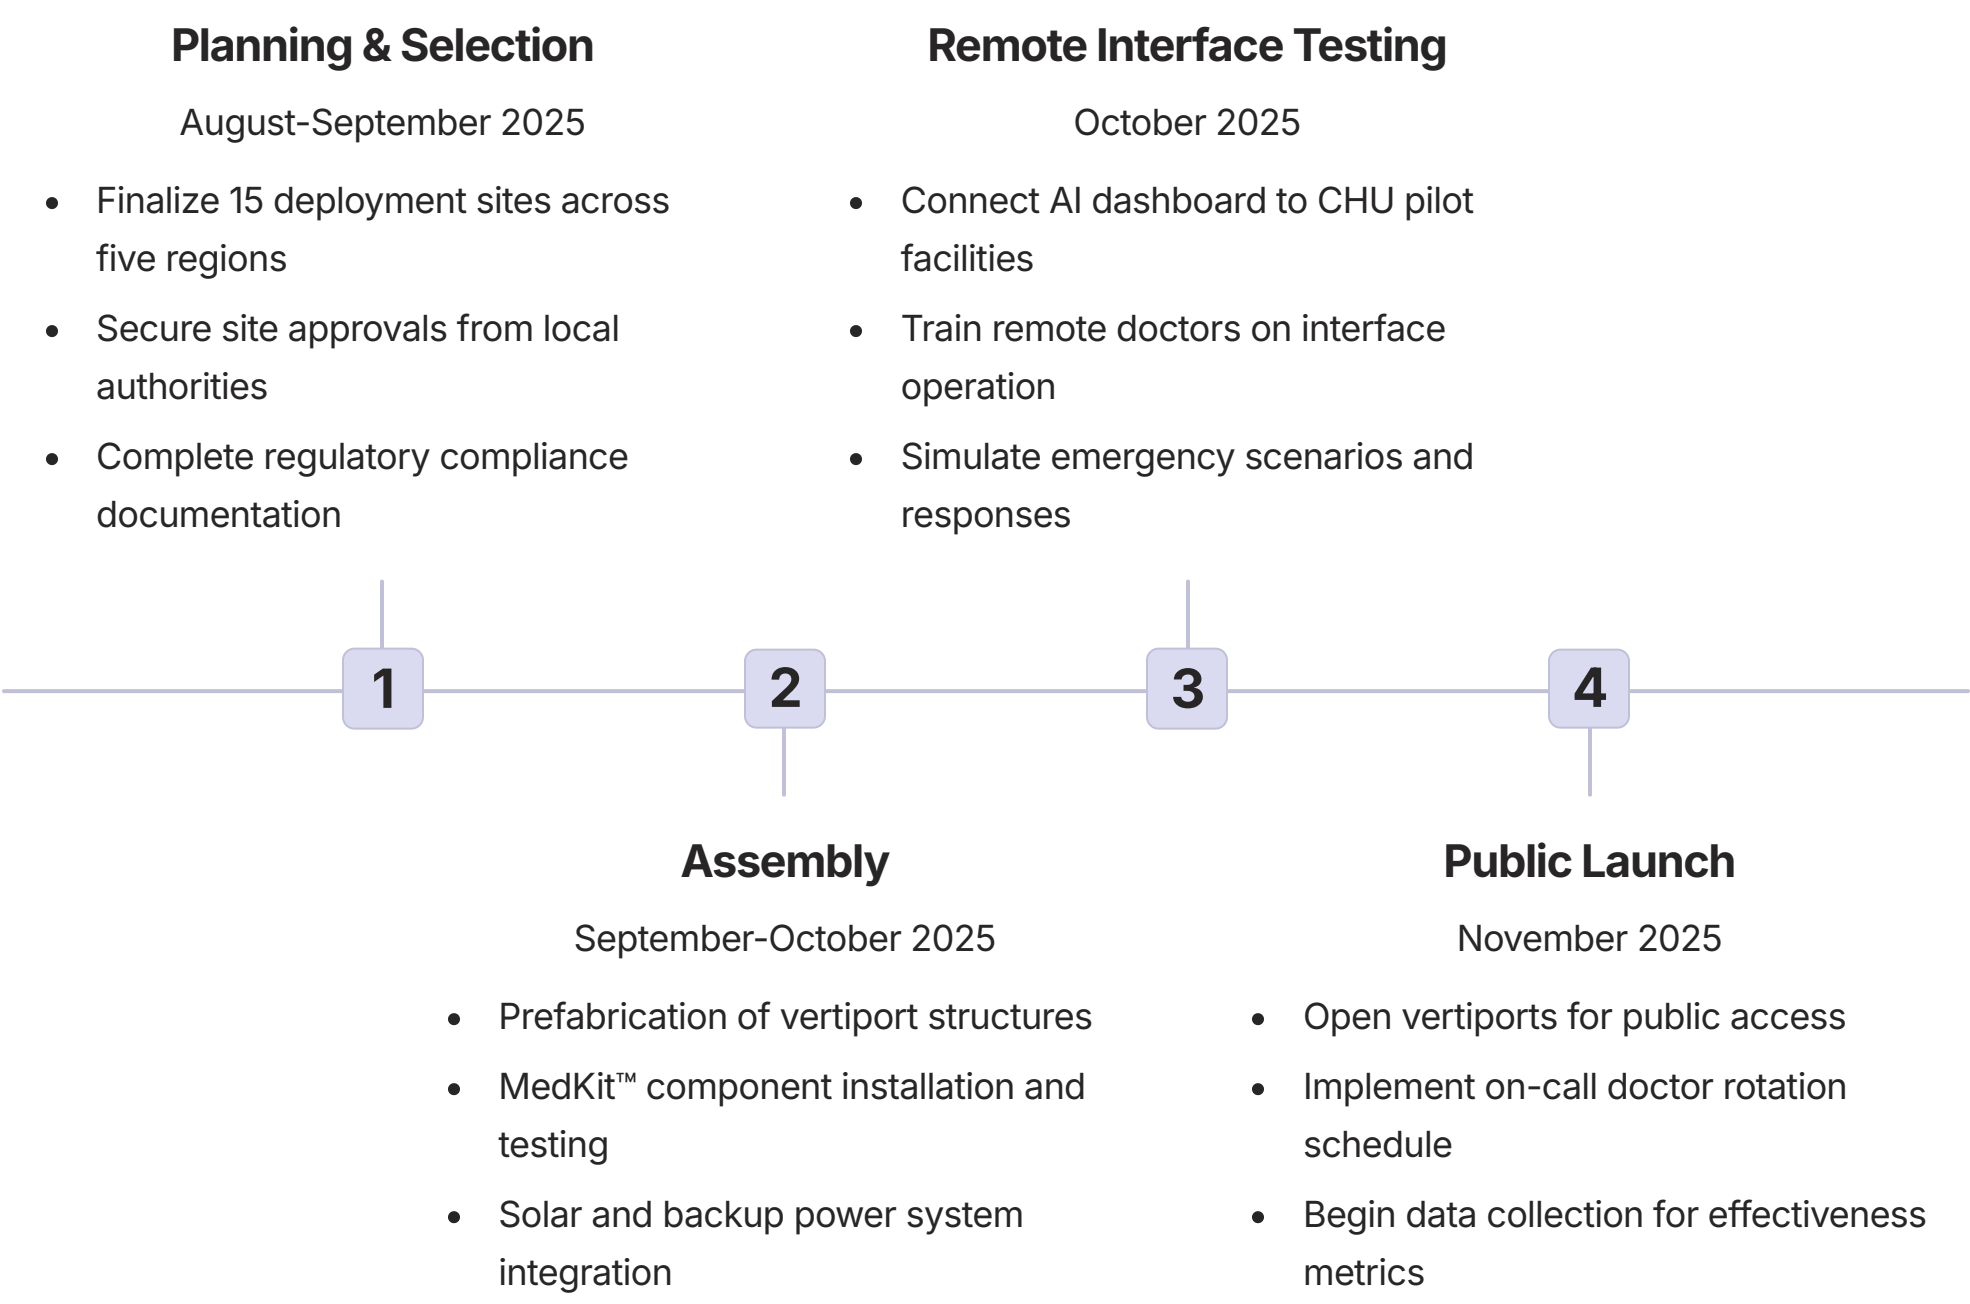 Planning & Selection
August-September 2025
• Finalize 15 deployment sites across
five regions
• Secure site approvals from local
authorities
• Complete regulatory compliance
documentation
Remote Interface Testing
October 2025
• Connect AI dashboard to CHU pilot
facilities
• Train remote doctors on interface
operation
• Simulate emergency scenarios and
responses
1
2
3
4
Assembly
September-October 2025
• Prefabrication of vertiport structures
• MedKit™ component installation and
testing
• Solar and backup power system
integration
Public Launch
November 2025
• Open vertiports for public access
• Implement on-call doctor rotation
schedule
• Begin data collection for effectiveness
metrics